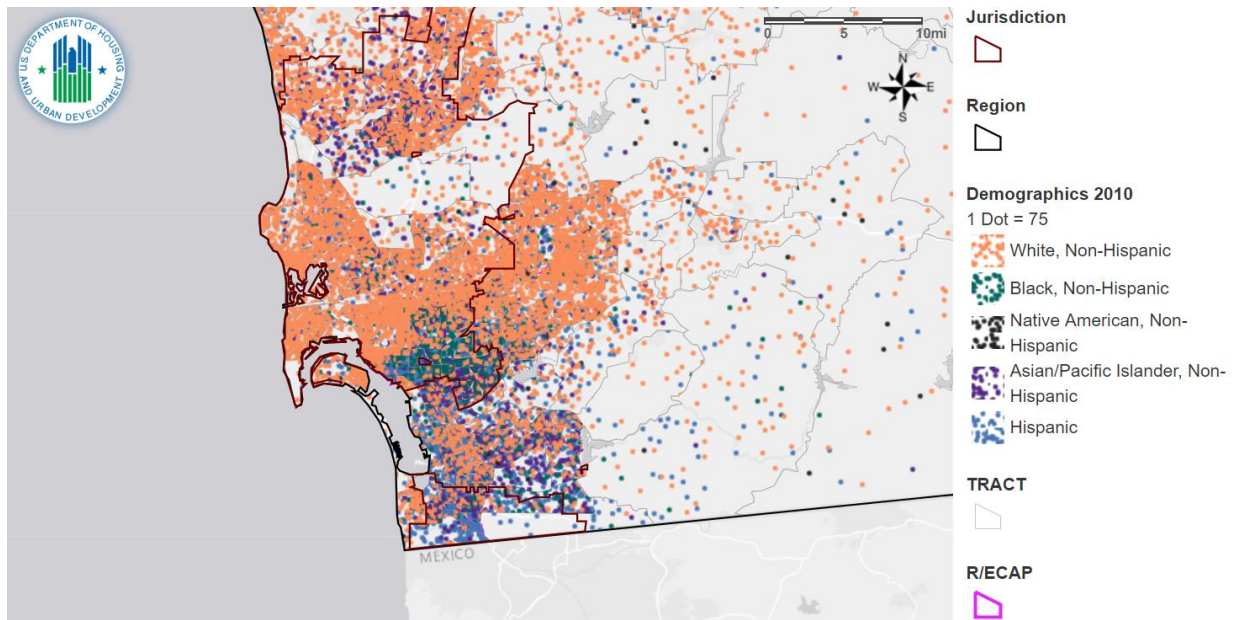 U.S. DEPARTMENT OF HOUSING
AND URBAN DEVELOPMENT
0 5 10mi
N
W E
S
MEXICO
Jurisdiction
Region
Demographics 2010
1 Dot = 75
White, Non-Hispanic
Black, Non-Hispanic
Native American, Non-
Hispanic
Asian/Pacific Islander, Non-
Hispanic
Hispanic
TRACT
R/ECAP